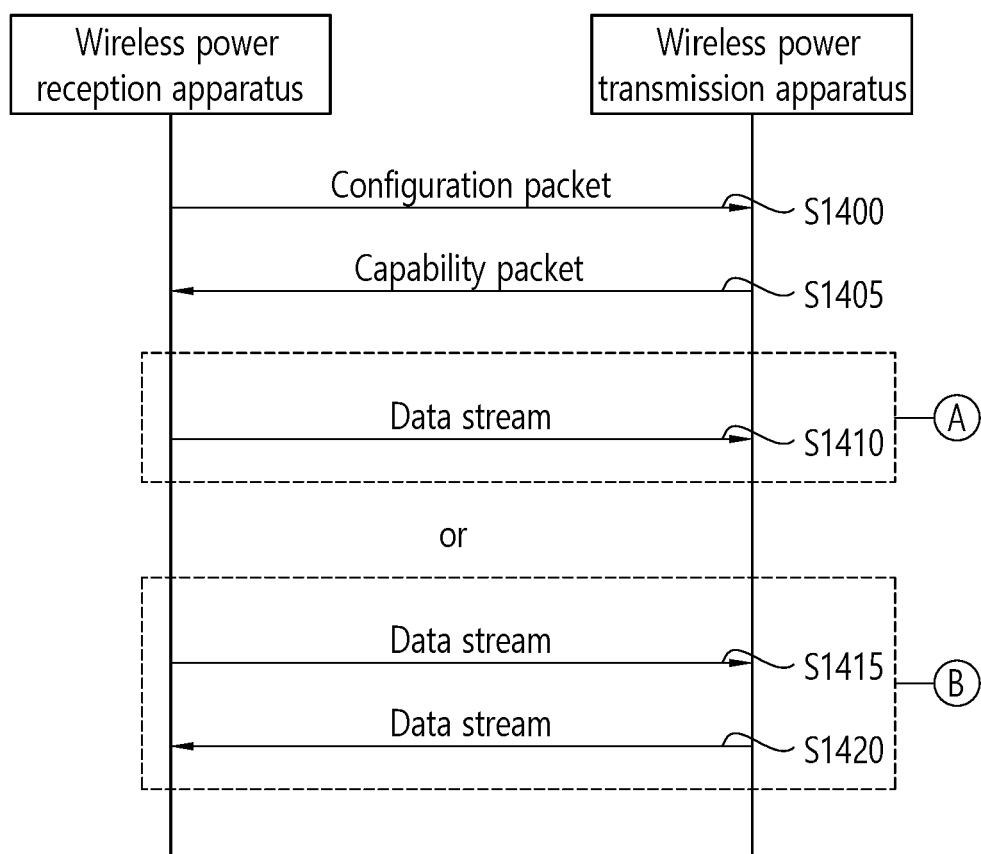 Wireless power
reception apparatus
Wireless power
transmission apparatus
Configuration packet
S1400
Capability packet
S1405
Data stream
S1410
A
or
Data stream
S1415
B
Data stream
S1420